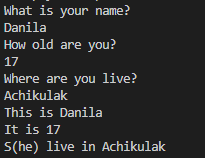 What is your name?
Danila
How old are you?
17
Where are you live?
Achikulak
This is Danila
It is 17
S(he) live in Achikulak